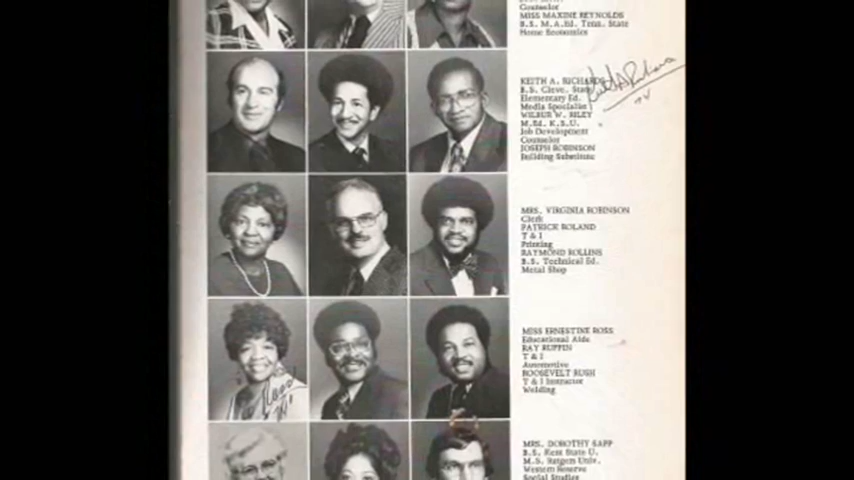 Counselor
MISS MAXINE REYNOLDS
B.S. M.A.Ed. Tenn. State
Home Economics
KEITH A. RICHARDS
B.S. Cleve. State
Elementary Ed.
Media Specialist
WILBUR W. RILEY
M.Ed. K.S.U.
Job Development
Counselor
JOSEPH ROBINSON
Building Substitute
MRS. VIRGINIA ROBINSON
Clerk
PATRICK ROLAND
T & I
Printing
RAYMOND ROLLINS
B.S. Technical Ed.
Metal Shop
MISS ERNESTINE ROSS
Educational Aide
RAY RUFFIN
T & I
Automotive
ROOSEVELT RUSH
T & I Instructor
Welding
MRS. DOROTHY SAPP
B.S. Kent State U.
M.S. Rutgers Univ.
Western Reserve
Social Studies